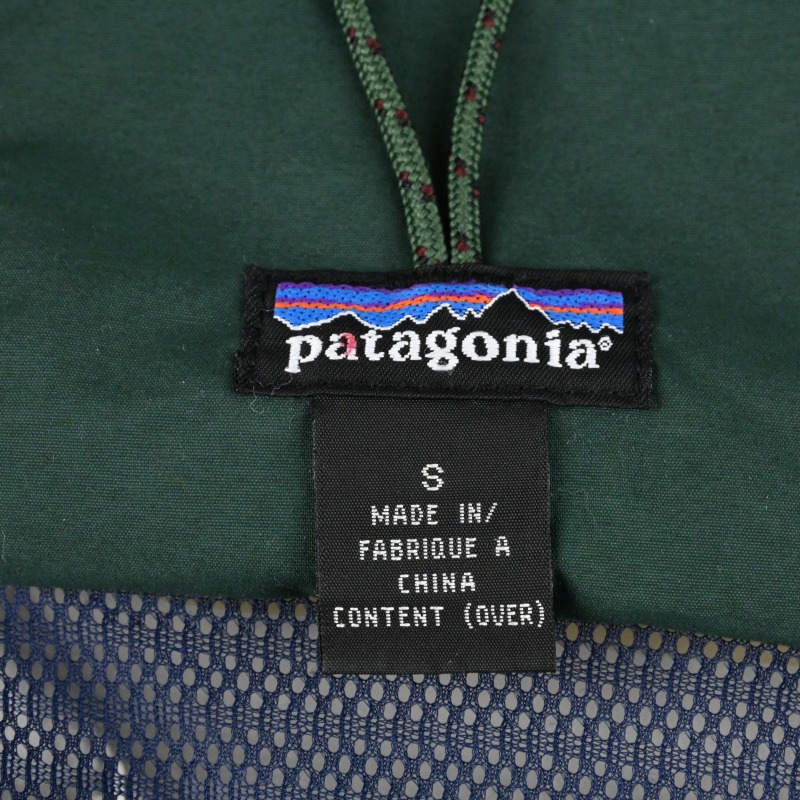 patagonia®
S
MADE IN/
FABRIQUE A
CHINA
CONTENT (OVER)